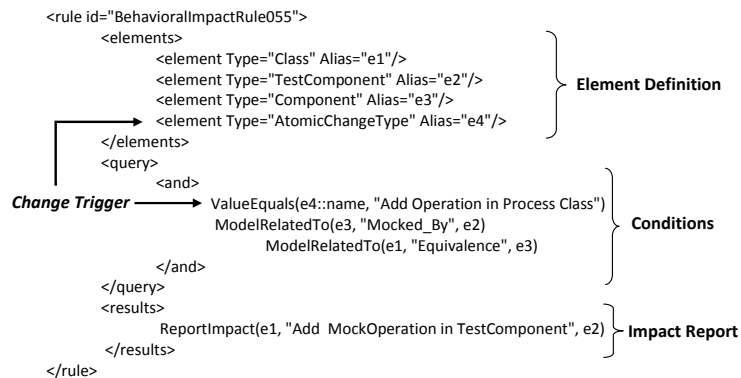 <rule id="BehavioralImpactRule055">
<elements>
<element Type="Class" Alias="e1"/>
<element Type="TestComponent" Alias="e2"/>
<element Type="Component" Alias="e3"/>
<element Type="AtomicChangeType" Alias="e4"/>
</elements>
<query>
<and>
ValueEquals(e4::name, "Add Operation in Process Class")
ModelRelatedTo(e3, "Mocked_By", e2)
ModelRelatedTo(e1, "Equivalence", e3)
</and>
</query>
<results>
ReportImpact(e1, "Add MockOperation in TestComponent", e2)
</results>
</rule>
Element Definition
Change Trigger
Conditions
Impact Report